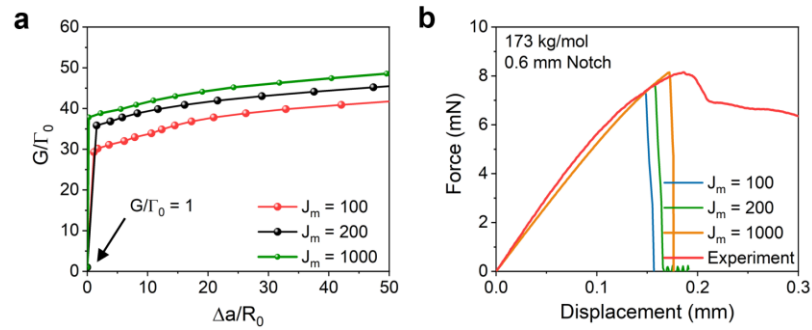 a
60
50
40
30
20
10
0
G/Γ₀
G/Γ₀ = 1
Jₘ = 100
Jₘ = 200
Jₘ = 1000
0 10 20 30 40 50
Δa/R₀
b
10
8
6
4
2
0
Force (mN)
173 kg/mol
0.6 mm Notch
Jₘ = 100
Jₘ = 200
Jₘ = 1000
Experiment
0.0 0.1 0.2 0.3
Displacement (mm)